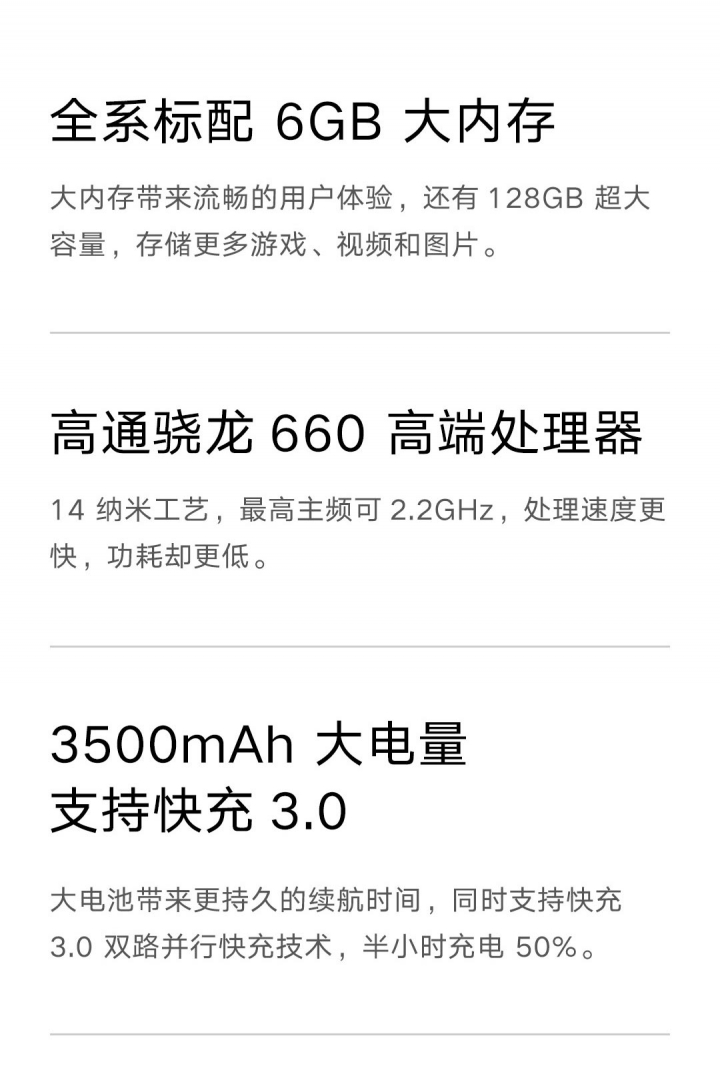 全系标配 6GB 大内存
大内存带来流畅的用户体验，还有 128GB 超大
容量，存储更多游戏、视频和图片。
高通骁龙 660 高端处理器
14 纳米工艺，最高主频可 2.2GHz，处理速度更
快，功耗却更低。
3500mAh 大电量
支持快充 3.0
大电池带来更持久的续航时间，同时支持快充
3.0 双路并行快充技术，半小时充电 50%。